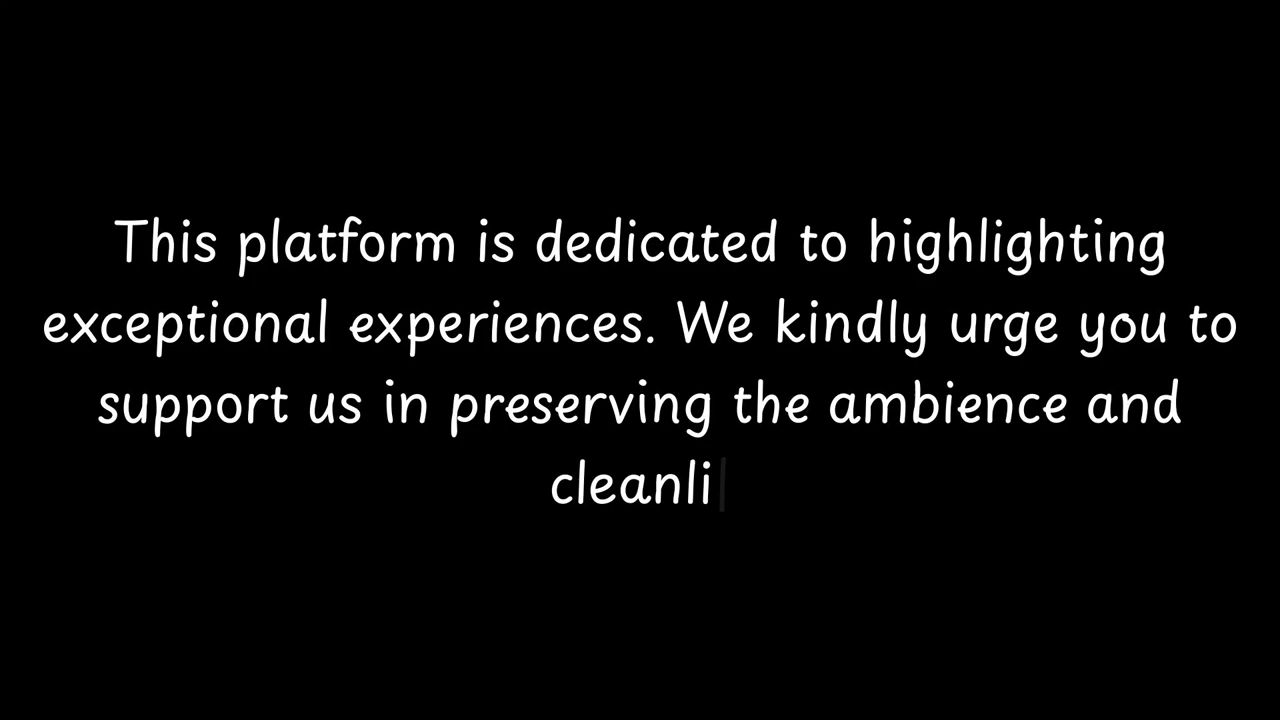 This platform is dedicated to highlighting
exceptional experiences. We kindly urge you to
support us in preserving the ambience and
cleanli